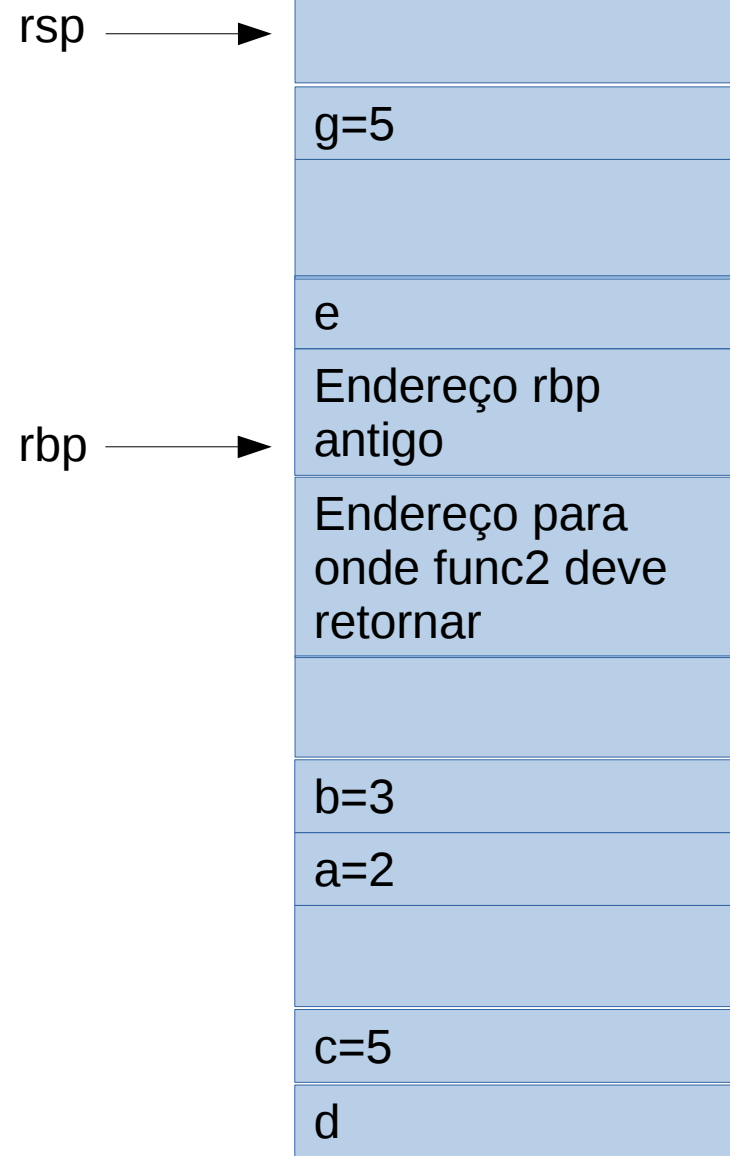 rsp
g=5
e
Endereço rbp
antigo
rbp
Endereço para
onde func2 deve
retornar
b=3
a=2
c=5
d